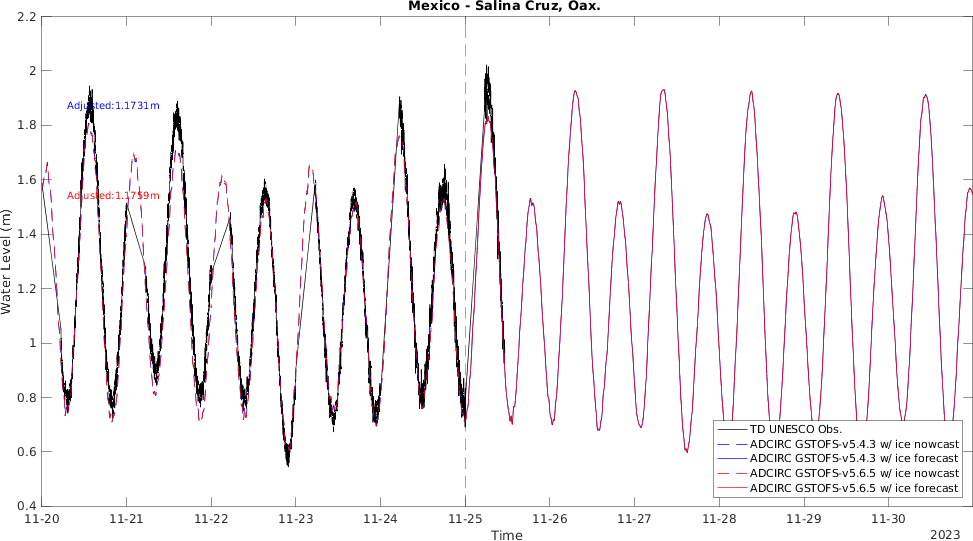 Mexico - Salina Cruz, Oax.
2.2
2
1.8
1.6
1.4
1.2
1
0.8
0.6
0.4
Water Level (m)
Adjusted:1.1731m
Adjusted:1.1759m
TD UNESCO Obs.
ADCIRC GSTOFS-v5.4.3 w/ ice nowcast
ADCIRC GSTOFS-v5.4.3 w/ ice forecast
ADCIRC GSTOFS-v5.6.5 w/ ice nowcast
ADCIRC GSTOFS-v5.6.5 w/ ice forecast
11-20 11-21 11-22 11-23 11-24 11-25 11-26 11-27 11-28 11-29 11-30
Time
2023